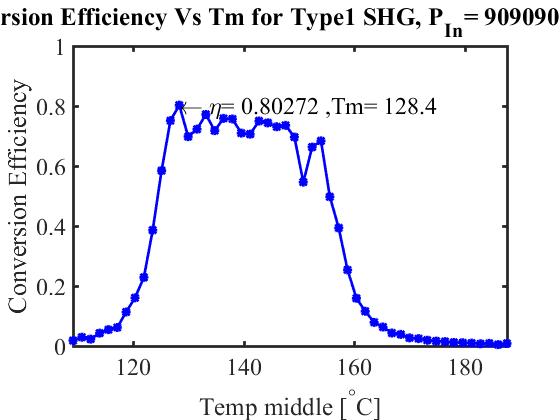 rsion Efficiency Vs Tm for Type1 SHG, P_In= 909090
1
0.8
0.6
0.4
0.2
0
Conversion Efficiency
← η= 0.80272 ,Tm= 128.4
120 140 160 180
Temp middle [°C]